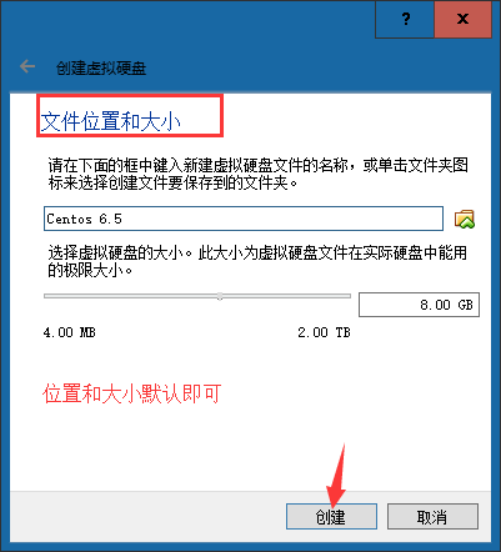 ?
x
创建虚拟硬盘
文件位置和大小
请在下面的框中键入新建虚拟硬盘文件的名称，或单击文件夹图
标来选择创建文件要保存到的文件夹。
Centos 6.5
选择虚拟硬盘的大小。此大小为虚拟硬盘文件在实际硬盘中能用
的极限大小。
8.00 GB
4.00 MB
2.00 TB
位置和大小默认即可
创建
取消